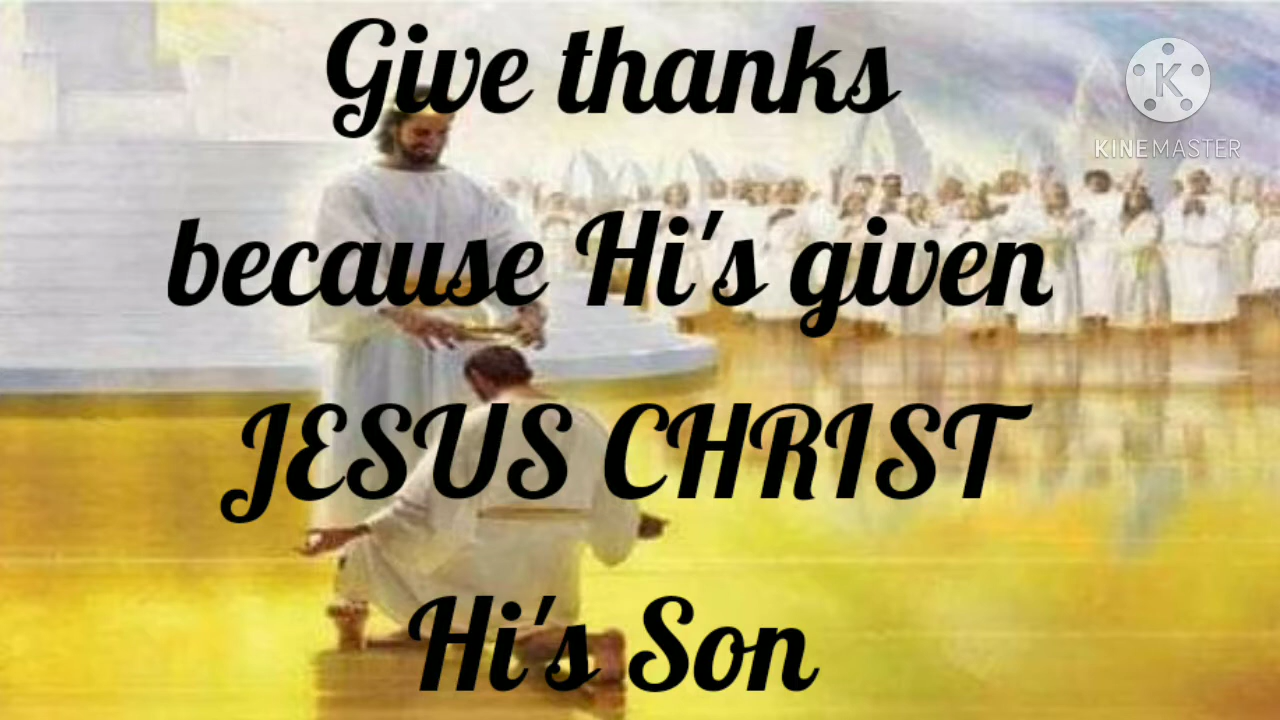 Give thanks
because Hi's given
JESUS CHRIST
Hi's Son
K
KINEMASTER